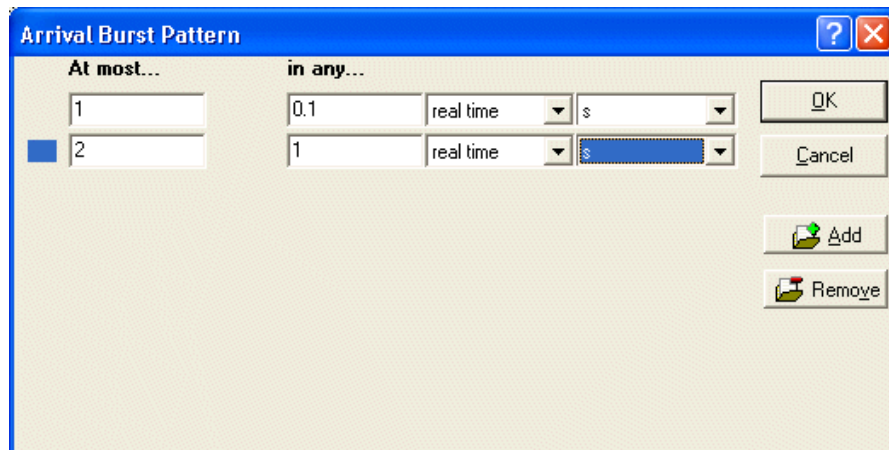 Arrival Burst Pattern
At most... in any...
1 0.1 real time s OK
2 1 real time s Cancel
Add
Remove